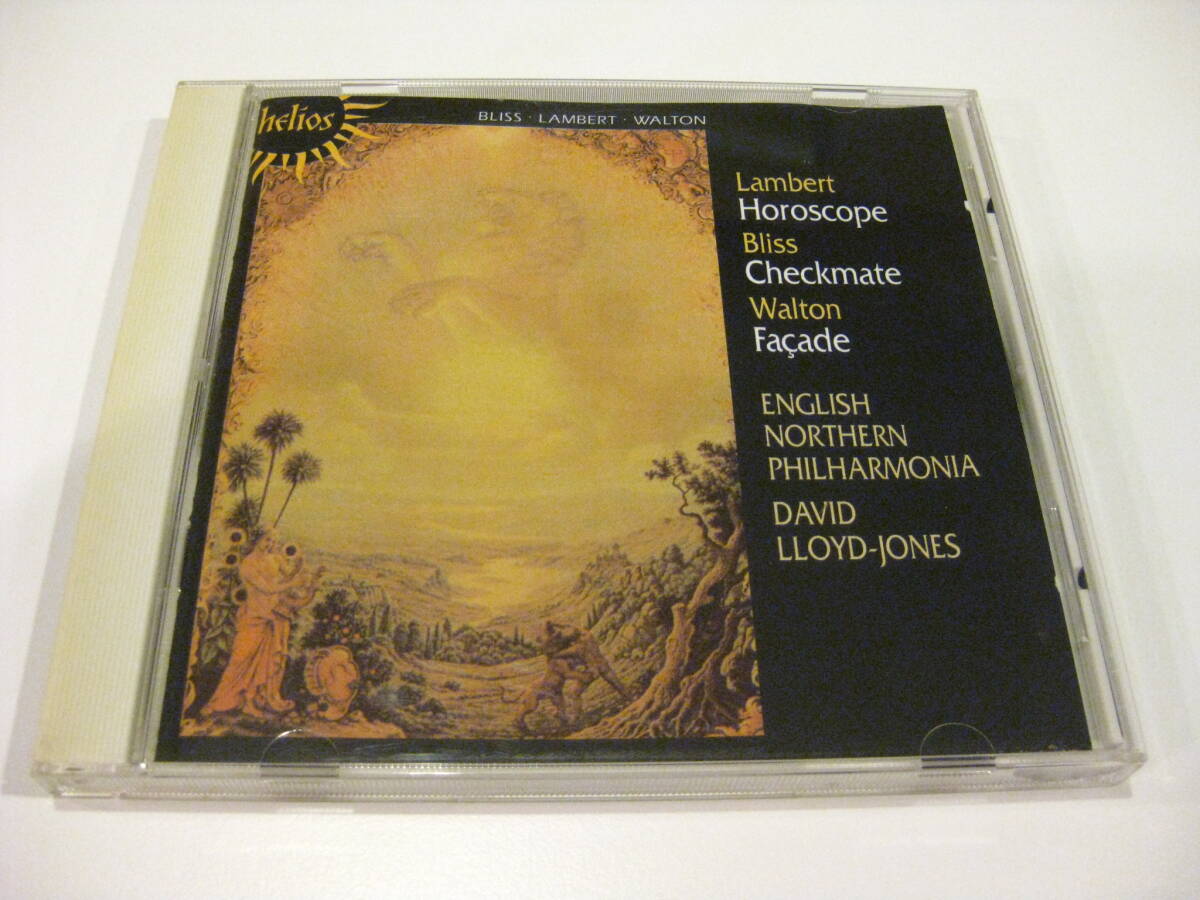 helios
BLISS · LAMBERT · WALTON
Lambert
Horoscope
Bliss
Checkmate
Walton
Façade
ENGLISH
NORTHERN
PHILHARMONIA
DAVID
LLOYD-JONES